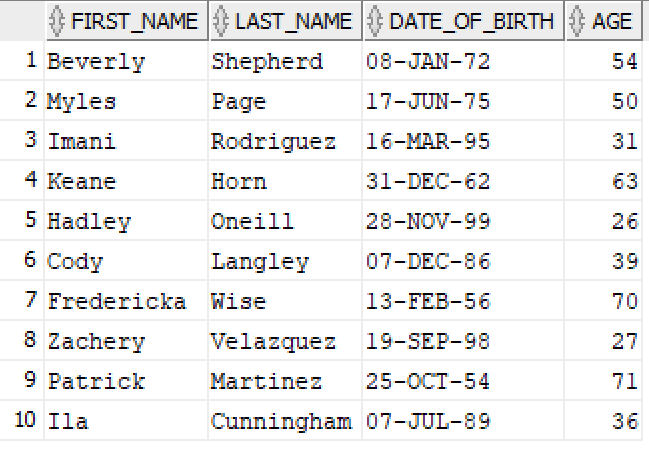 FIRST_NAME LAST_NAME DATE_OF_BIRTH AGE
1 Beverly Shepherd 08-JAN-72 54
2 Myles Page 17-JUN-75 50
3 Imani Rodriguez 16-MAR-95 31
4 Keane Horn 31-DEC-62 63
5 Hadley Oneill 28-NOV-99 26
6 Cody Langley 07-DEC-86 39
7 Fredericka Wise 13-FEB-56 70
8 Zachery Velazquez 19-SEP-98 27
9 Patrick Martinez 25-OCT-54 71
10 Ila Cunningham 07-JUL-89 36